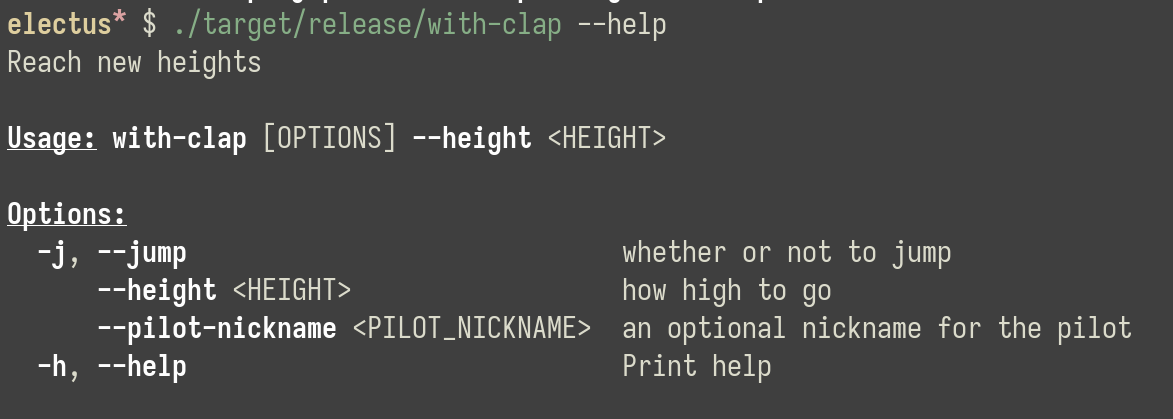 electus* $ ./target/release/with-clap --help
Reach new heights
Usage: with-clap [OPTIONS] --height <HEIGHT>
Options:
-j, --jump whether or not to jump
--height <HEIGHT> how high to go
--pilot-nickname <PILOT_NICKNAME> an optional nickname for the pilot
-h, --help Print help